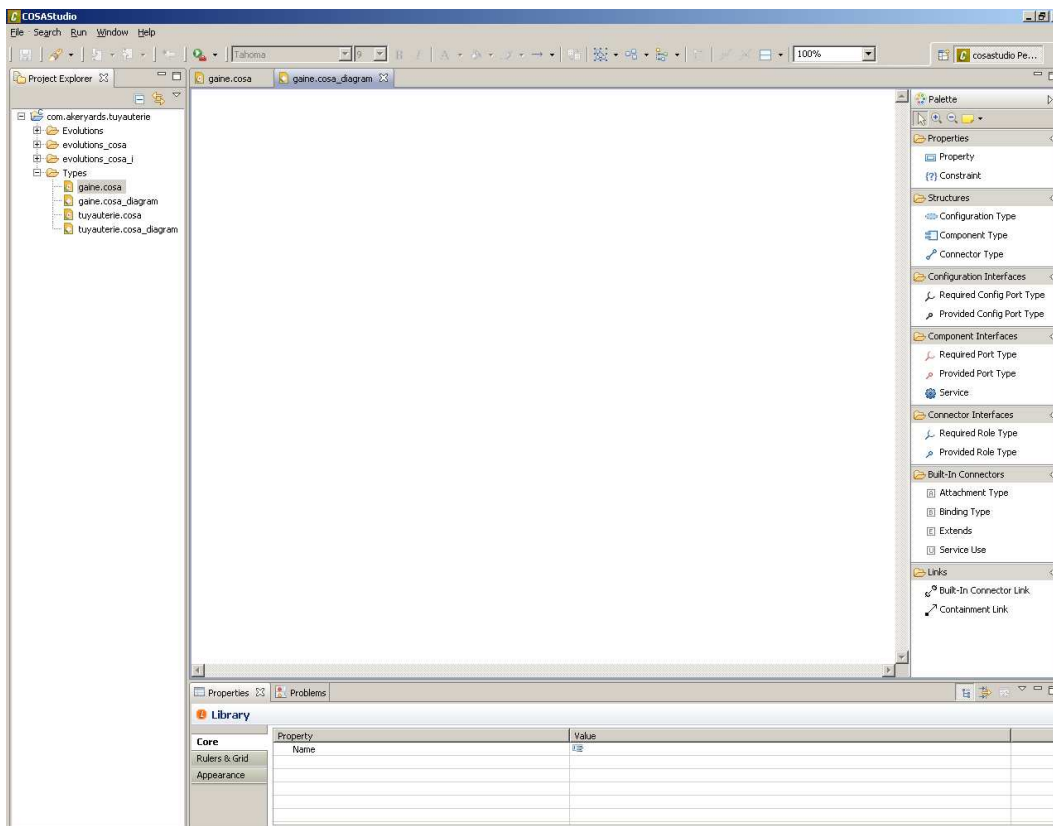 COSAStudio
File Search Run Window Help
Tahoma 9 B I A 100% cosastudio Pe...
Project Explorer
gaine.cosa gaine.cosa_diagram
com.akeryards.tuyauterie
Evolutions
evolutions_cosa
evolutions_cosa_i
Types
gaine.cosa
gaine.cosa_diagram
tuyauterie.cosa
tuyauterie.cosa_diagram
Palette
Properties
Property
{?} Constraint
Structures
Configuration Type
Component Type
Connector Type
Configuration Interfaces
Required Config Port Type
Provided Config Port Type
Component Interfaces
Required Port Type
Provided Port Type
Service
Connector Interfaces
Required Role Type
Provided Role Type
Built-In Connectors
A Attachment Type
B Binding Type
E Extends
U Service Use
Links
Built-In Connector Link
Containment Link
Properties Problems
Library
Core
Rulers & Grid
Appearance
Property Value
Name